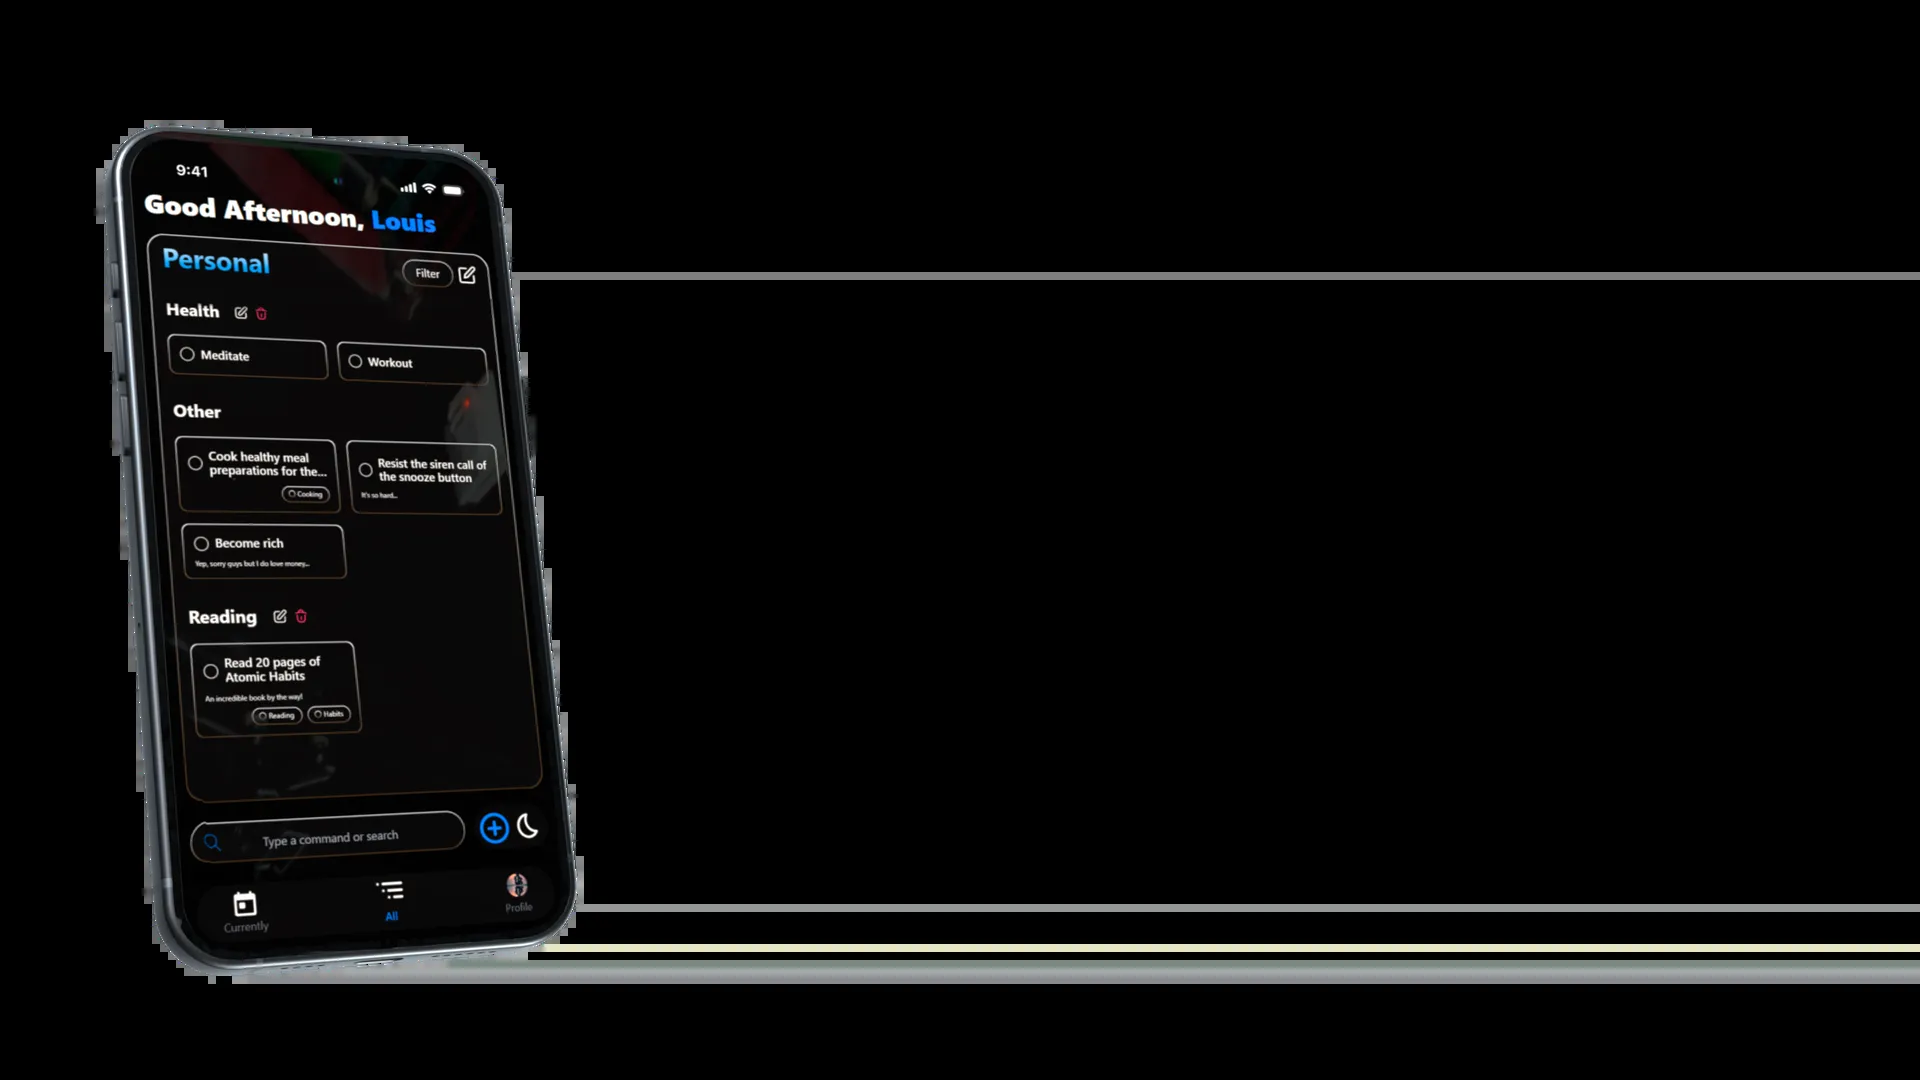 9:41
Good Afternoon, Louis
Personal
Filter
Health
Meditate
Workout
Other
Cook healthy meal
preparations for the...
Cooking
Resist the siren call of
the snooze button
It's so hard...
Become rich
Yep, sorry guys but I do love money...
Reading
Read 20 pages of
Atomic Habits
An incredible book by the way!
Reading
Habits
Type a command or search
Currently
All
Profile